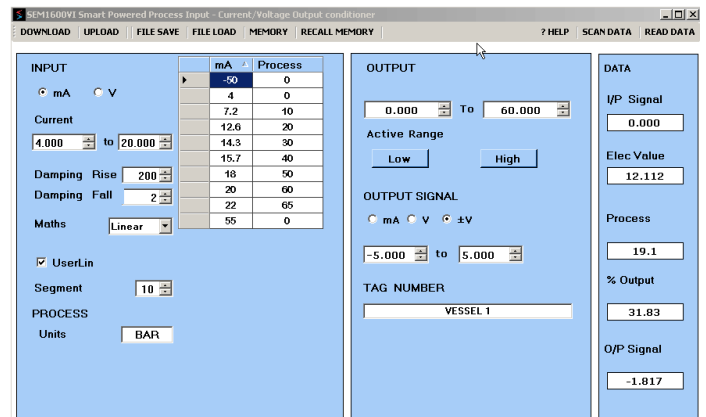 SEM1600VI Smart Powered Process Input - Current/Voltage Output conditioner
DOWNLOAD UPLOAD FILE SAVE FILE LOAD MEMORY RECALL MEMORY ? HELP SCAN DATA READ DATA
INPUT
mA V
Current
4.000 to 20.000
Damping Rise 200
Damping Fall 2
Maths Linear
UserLin
Segment 10
PROCESS
Units BAR
mA Process
-50 0
4 0
7.2 10
12.6 20
14.3 30
15.7 40
18 50
20 60
22 65
55 0
OUTPUT
0.000 To 60.000
Active Range
Low High
OUTPUT SIGNAL
mA V ±V
-5.000 to 5.000
TAG NUMBER
VESSEL 1
DATA
I/P Signal
0.000
Elec Value
12.112
Process
19.1
% Output
31.83
O/P Signal
-1.817